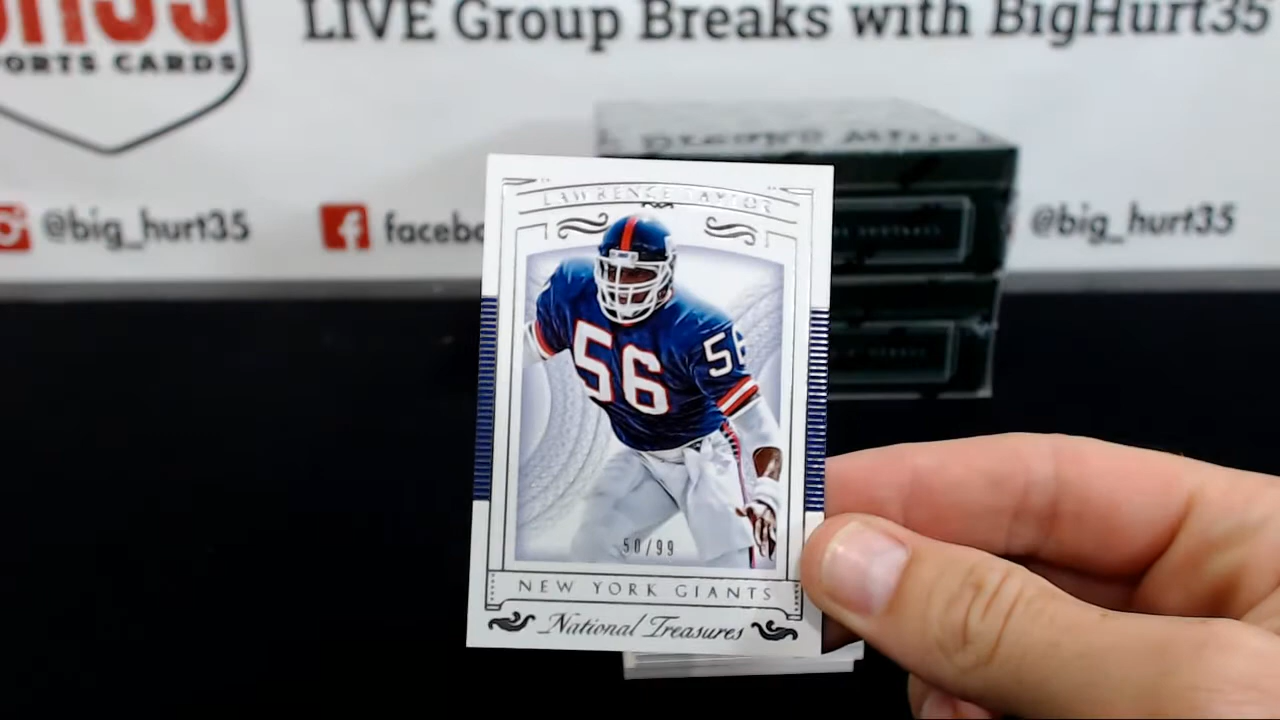 LIVE Group Breaks with BigHurt35
ORTS CARDS
@big_hurt35
facebo
@big_hurt35
LAWRENCE TAYLOR
56
56
50/99
NEW YORK GIANTS
National Treasures